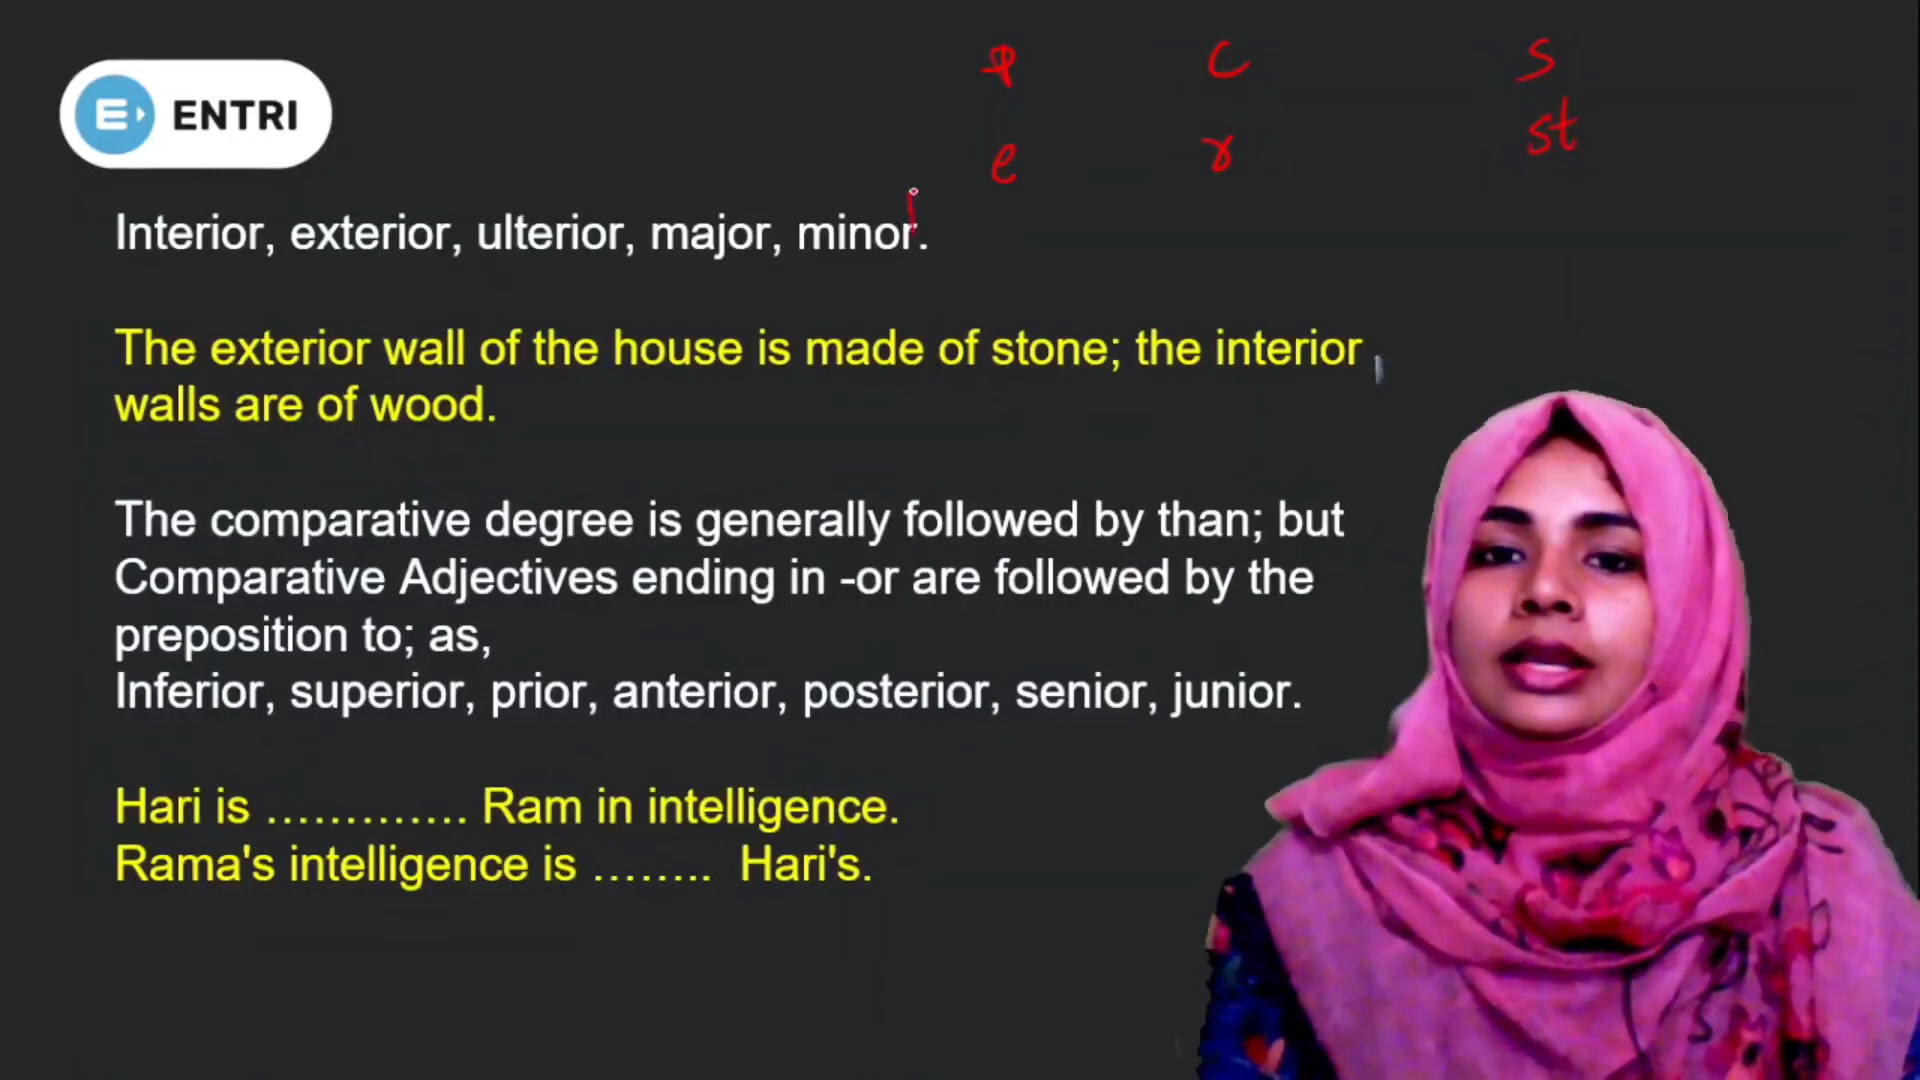 P C S
ENTRI
e r st
Interior, exterior, ulterior, major, minor.
The exterior wall of the house is made of stone; the interior
walls are of wood.
The comparative degree is generally followed by than; but
Comparative Adjectives ending in -or are followed by the
preposition to; as,
Inferior, superior, prior, anterior, posterior, senior, junior.
Hari is …………. Ram in intelligence.
Rama's intelligence is …….. Hari's.